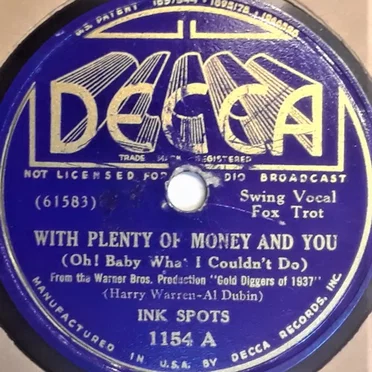 U.S. PATENT 1637544
DECCA
TRADE MARK REGISTERED
NOT LICENSED FOR RADIO BROADCAST
(61583)
Swing Vocal
Fox Trot
WITH PLENTY OF MONEY AND YOU
(Oh! Baby What I Couldn't Do)
From the Warner Bros. Production "Gold Diggers of 1937"
(Harry Warren-Al Dubin)
INK SPOTS
1154 A
MANUFACTURED IN U.S.A. BY DECCA RECORDS, INC.